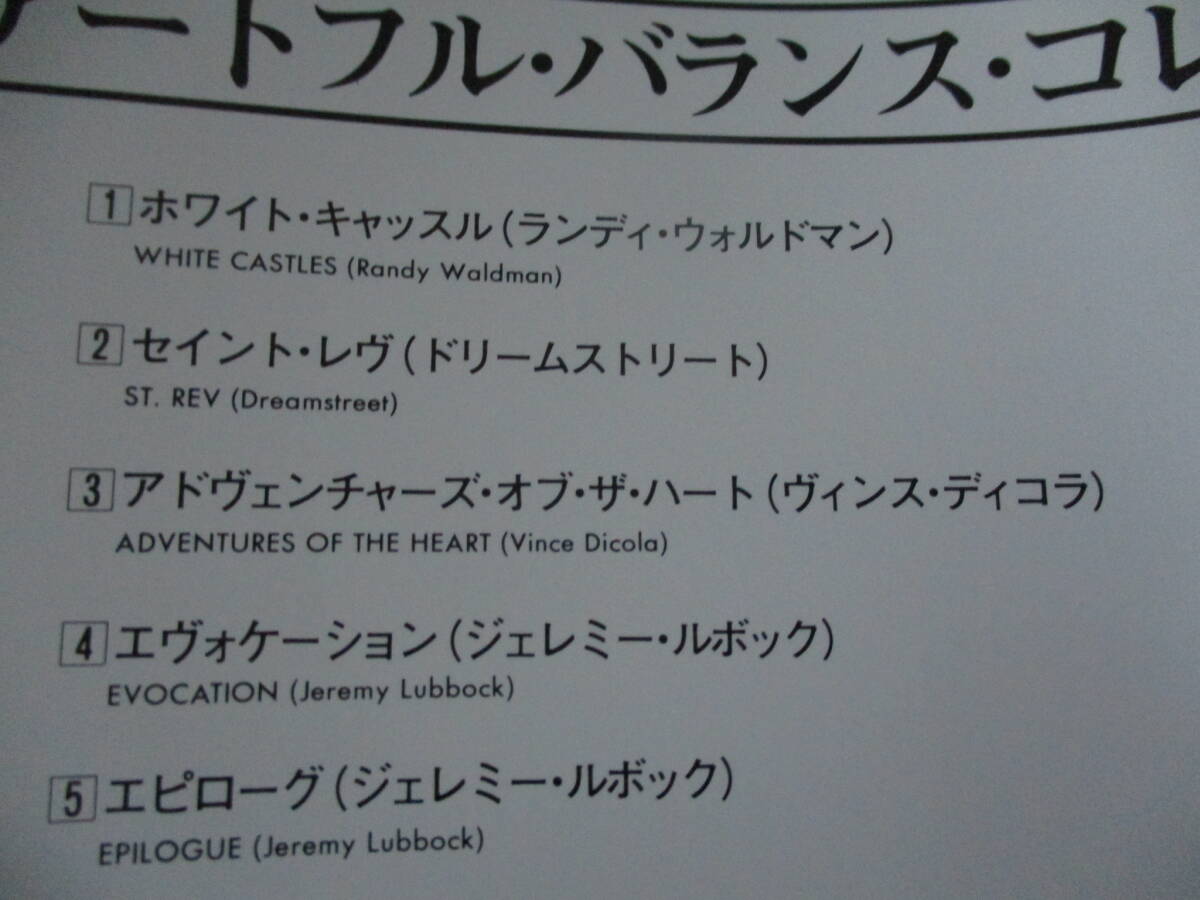 アートフル・バランス・コレ
1 ホワイト・キャッスル(ランディ・ウォルドマン)
WHITE CASTLES (Randy Waldman)
2 セイント・レヴ(ドリームストリート)
ST. REV (Dreamstreet)
3 アドヴェンチャーズ・オブ・ザ・ハート(ヴィンス・ディコラ)
ADVENTURES OF THE HEART (Vince Dicola)
4 エヴォケーション(ジェレミー・ルボック)
EVOCATION (Jeremy Lubbock)
5 エピローグ(ジェレミー・ルボック)
EPILOGUE (Jeremy Lubbock)